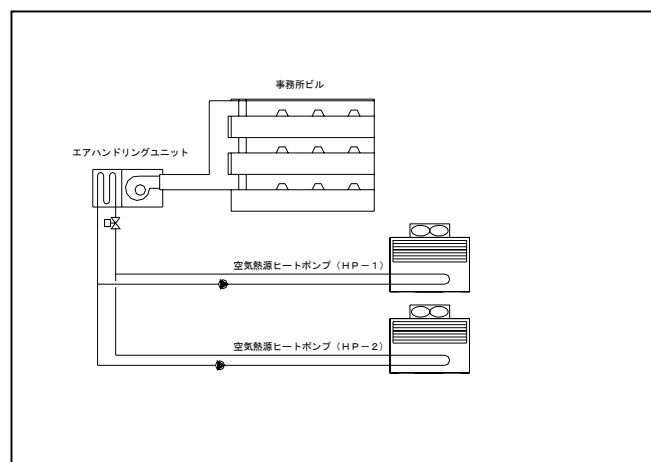 事務所ビル
エアハンドリングユニット
空気熱源ヒートポンプ（ＨＰ－１）
空気熱源ヒートポンプ（ＨＰ－２）